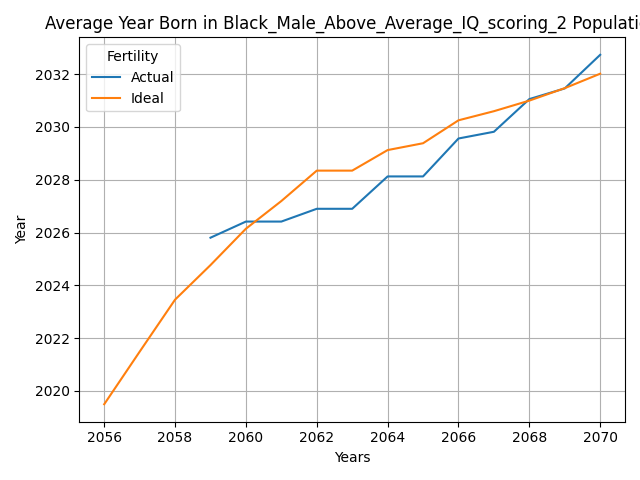 Average Year Born in Black_Male_Above_Average_IQ_scoring_2 Populati
Fertility
Actual
Ideal
Year
2032
2030
2028
2026
2024
2022
2020
2056 2058 2060 2062 2064 2066 2068 2070
Years